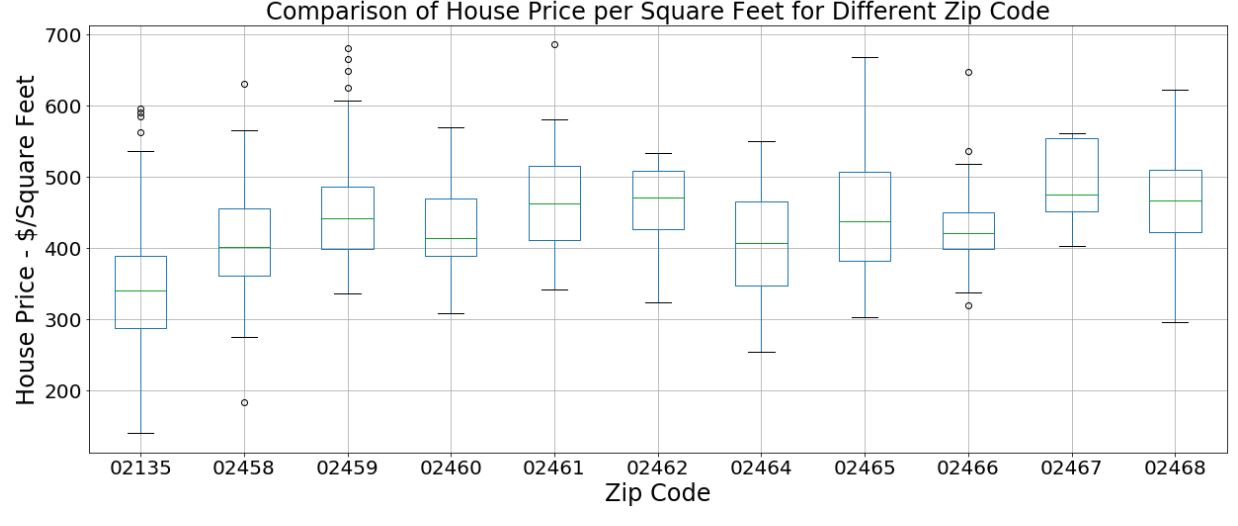 Comparison of House Price per Square Feet for Different Zip Code
House Price - $/Square Feet
700
600
500
400
300
200
02135 02458 02459 02460 02461 02462 02464 02465 02466 02467 02468
Zip Code